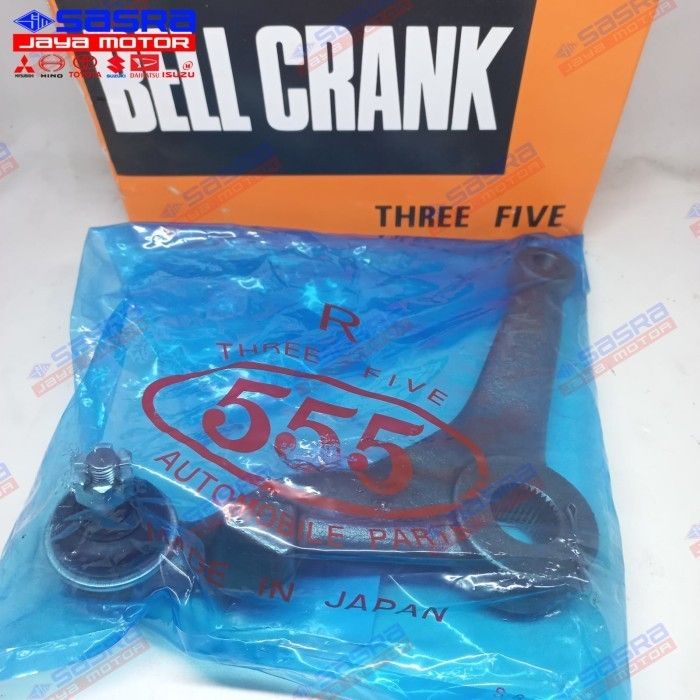 SASRA
JAYA MOTOR
MITSUBISHI HINO TOYOTA SUZUKI DAIHATSU ISUZU
BELL CRANK
THREE FIVE
R
THREE FIVE
555
AUTOMOBILE PARTS
MADE IN JAPAN